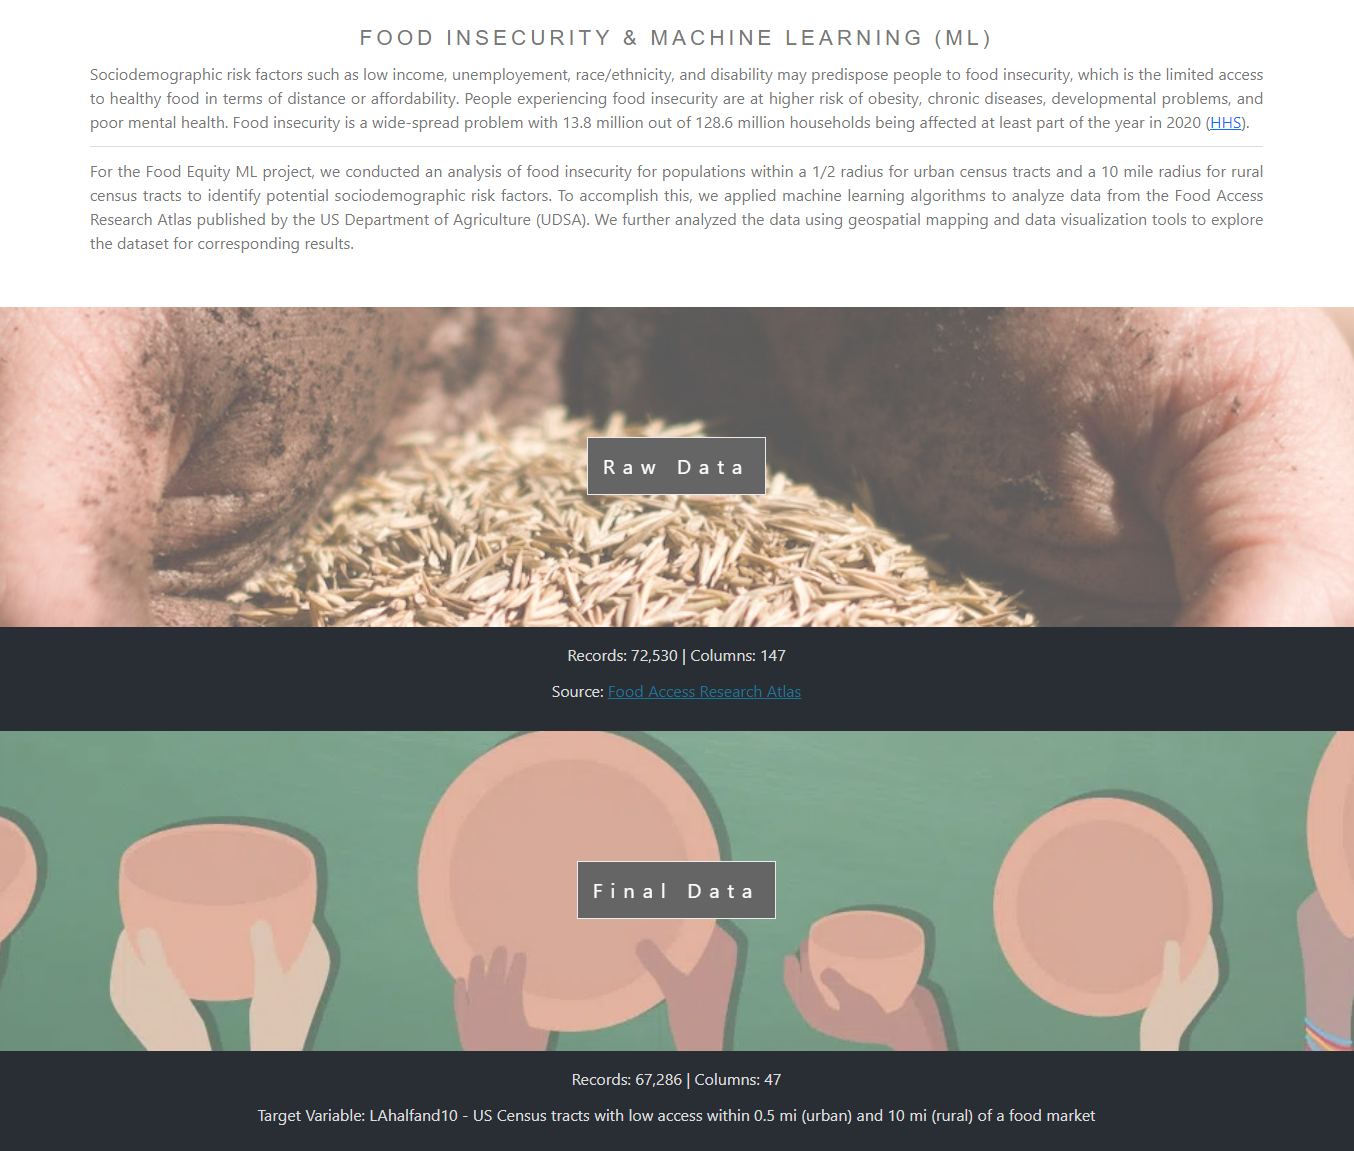 FOOD INSECURITY & MACHINE LEARNING (ML)
Sociodemographic risk factors such as low income, unemployement, race/ethnicity, and disability may predispose people to food insecurity, which is the limited access
to healthy food in terms of distance or affordability. People experiencing food insecurity are at higher risk of obesity, chronic diseases, developmental problems, and
poor mental health. Food insecurity is a wide-spread problem with 13.8 million out of 128.6 million households being affected at least part of the year in 2020 (HHS).
For the Food Equity ML project, we conducted an analysis of food insecurity for populations within a 1/2 radius for urban census tracts and a 10 mile radius for rural
census tracts to identify potential sociodemographic risk factors. To accomplish this, we applied machine learning algorithms to analyze data from the Food Access
Research Atlas published by the US Department of Agriculture (UDSA). We further analyzed the data using geospatial mapping and data visualization tools to explore
the dataset for corresponding results.
Raw Data
Records: 72,530 | Columns: 147
Source: Food Access Research Atlas
Final Data
Records: 67,286 | Columns: 47
Target Variable: LAhalfand10 - US Census tracts with low access within 0.5 mi (urban) and 10 mi (rural) of a food market